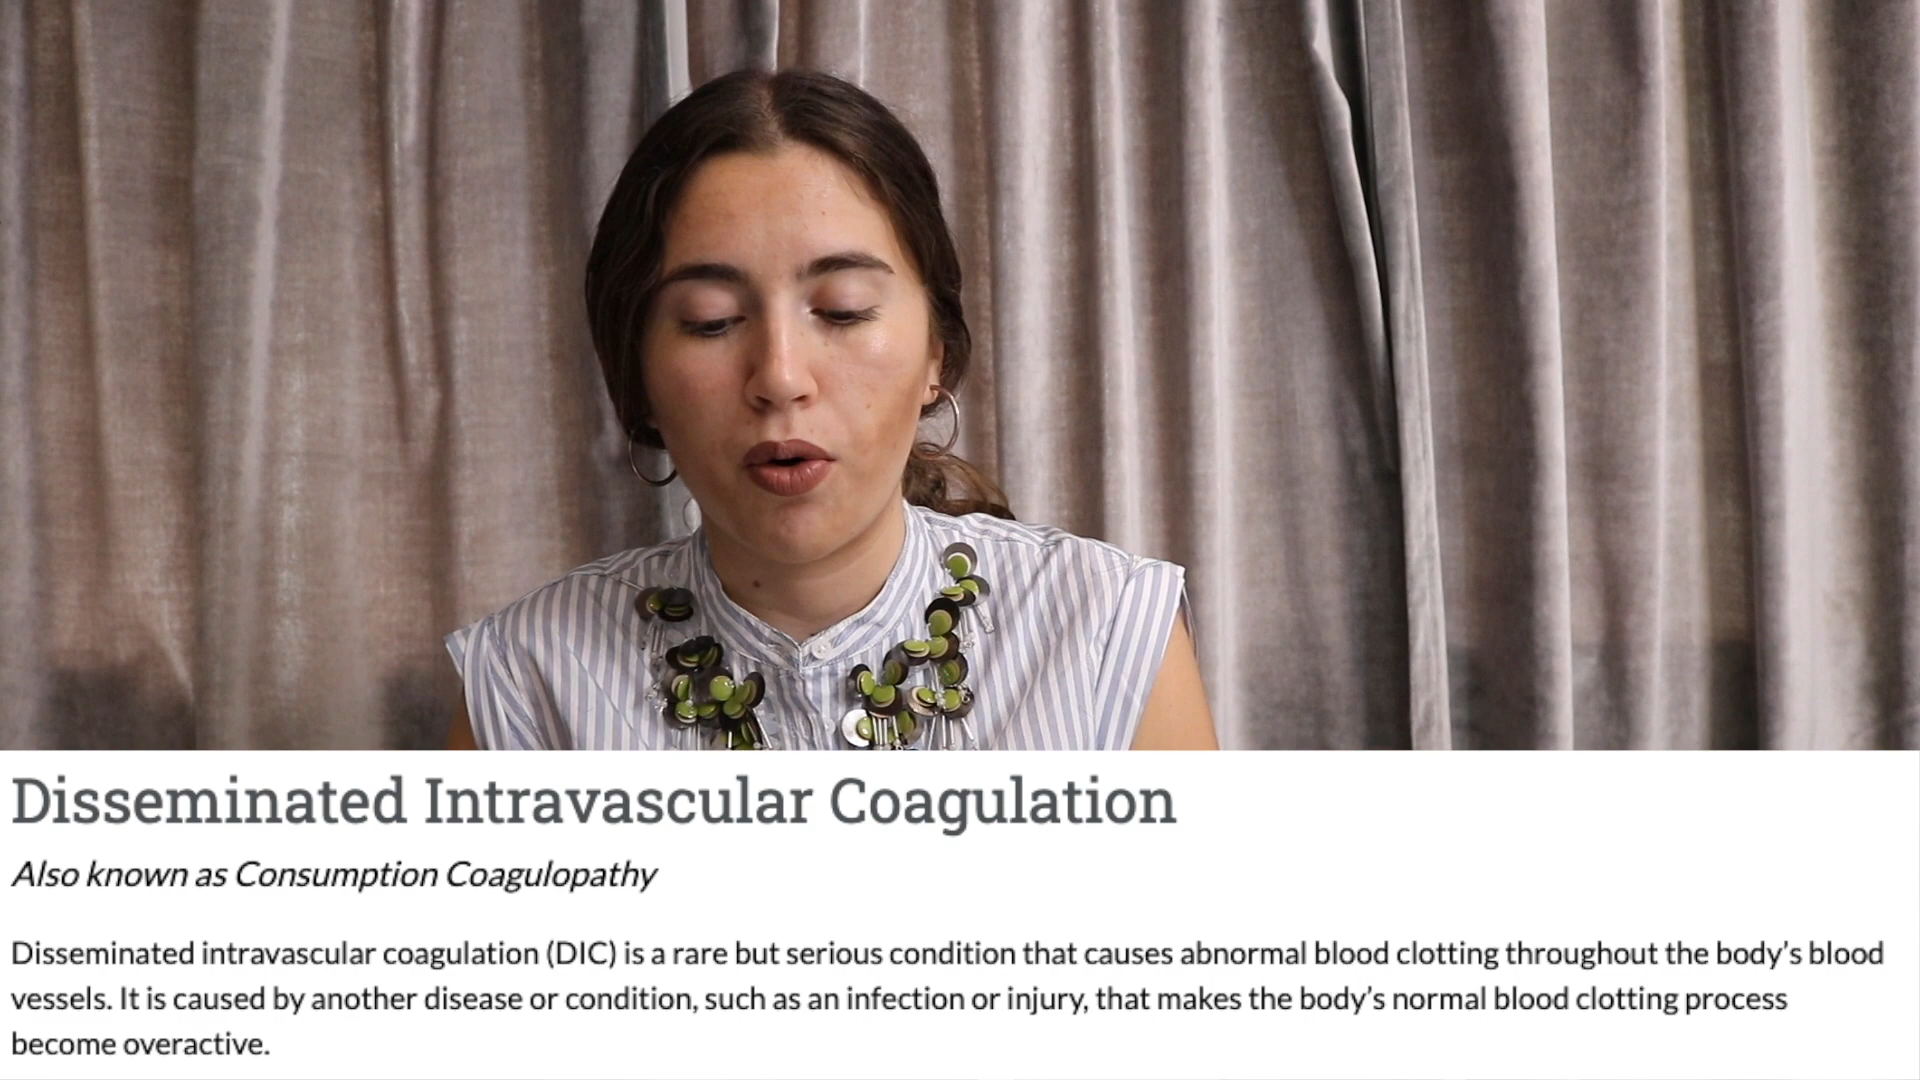 Disseminated Intravascular Coagulation
Also known as Consumption Coagulopathy
Disseminated intravascular coagulation (DIC) is a rare but serious condition that causes abnormal blood clotting throughout the body’s blood
vessels. It is caused by another disease or condition, such as an infection or injury, that makes the body’s normal blood clotting process
become overactive.